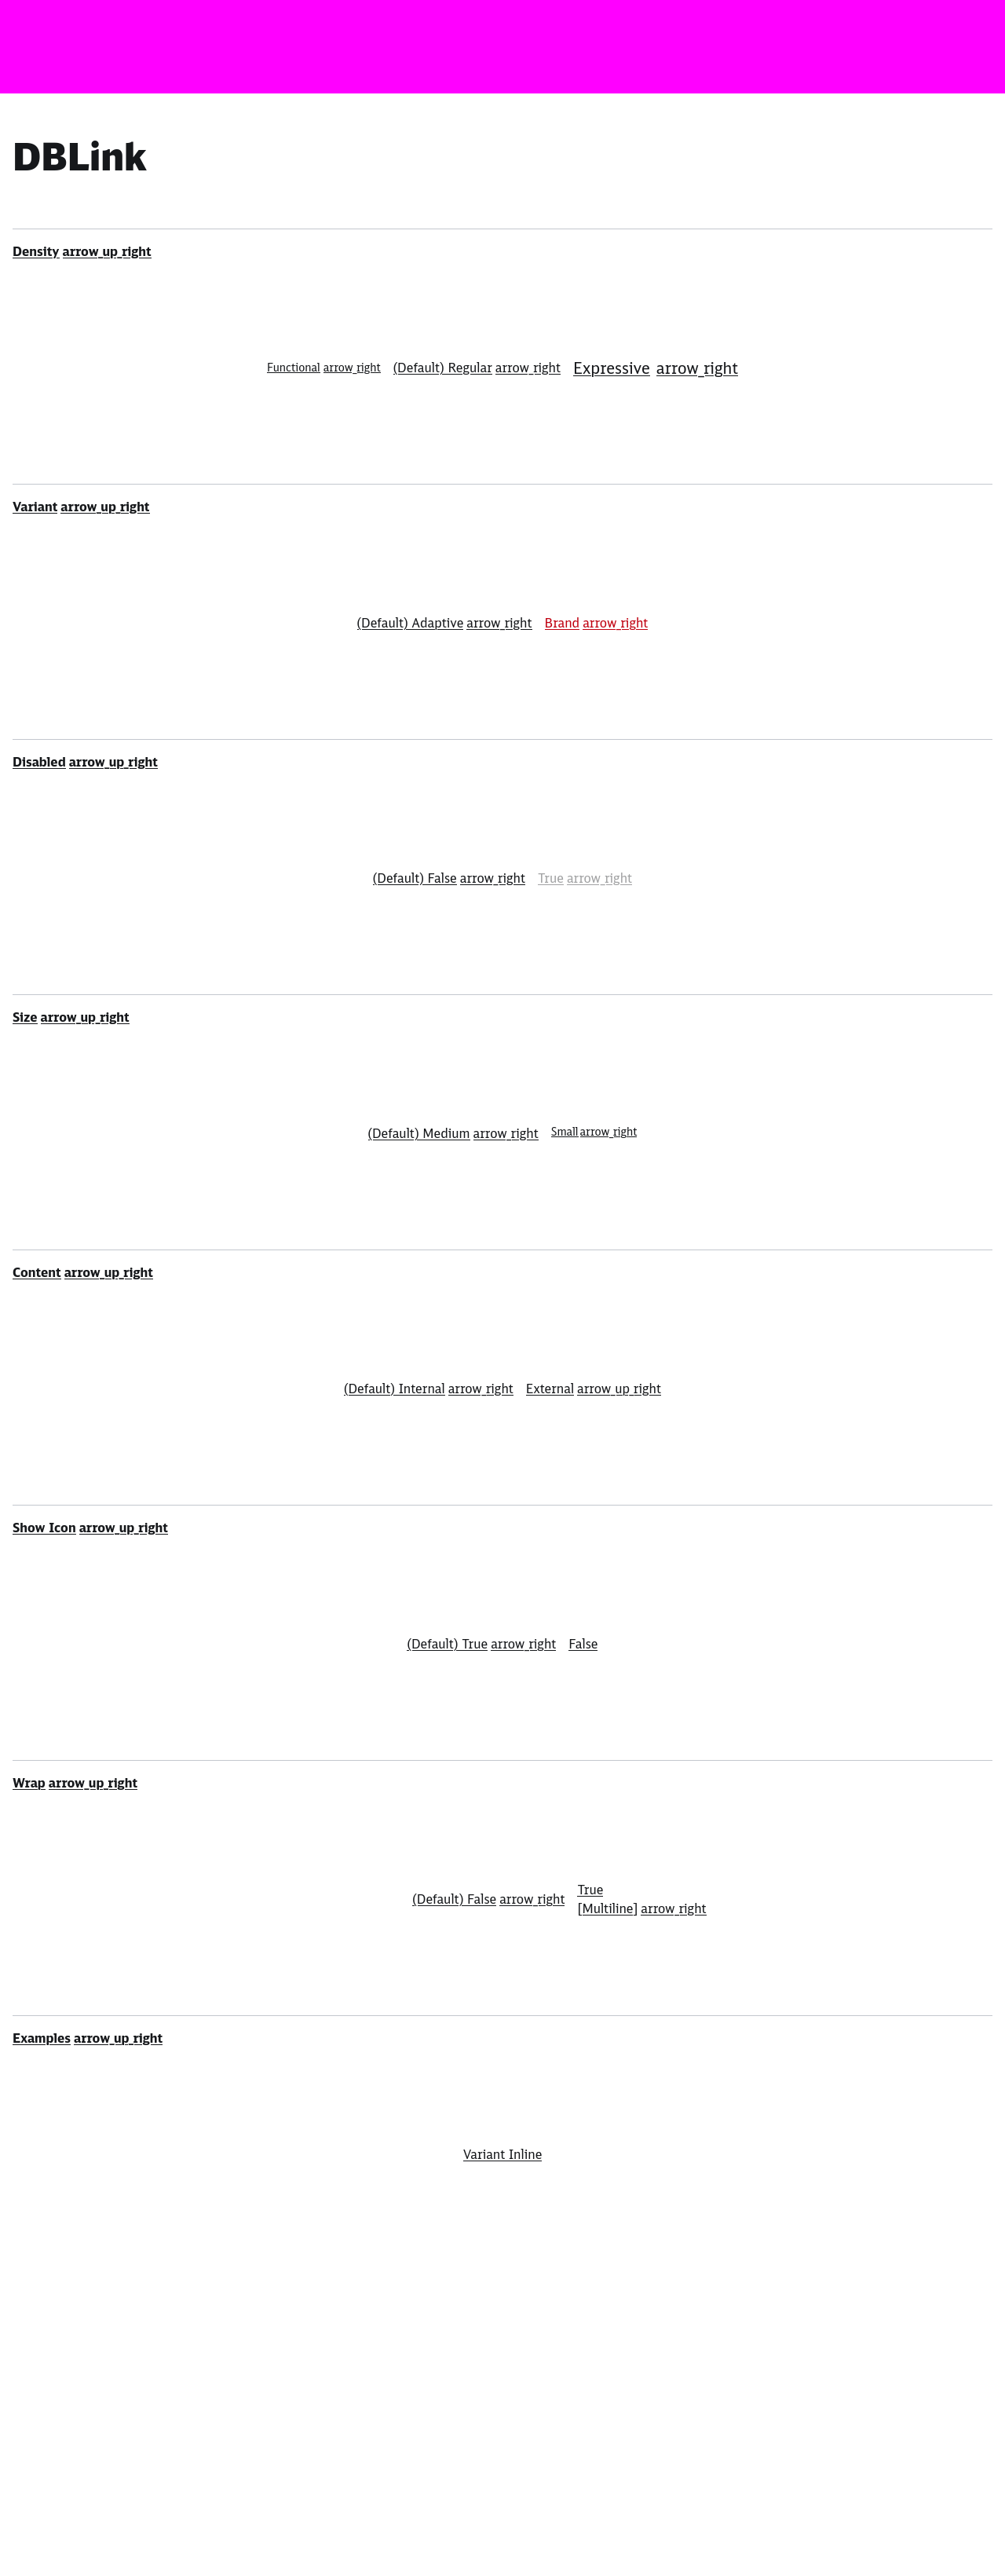 DBLink
Density arrow_up_right
Functional arrow_right (Default) Regular arrow_right Expressive arrow_right
Variant arrow_up_right
(Default) Adaptive arrow_right Brand arrow_right
Disabled arrow_up_right
(Default) False arrow_right True arrow_right
Size arrow_up_right
(Default) Medium arrow_right Small arrow_right
Content arrow_up_right
(Default) Internal arrow_right External arrow_up_right
Show Icon arrow_up_right
(Default) True arrow_right False
Wrap arrow_up_right
(Default) False arrow_right
True
[Multiline] arrow_right
Examples arrow_up_right
Variant Inline